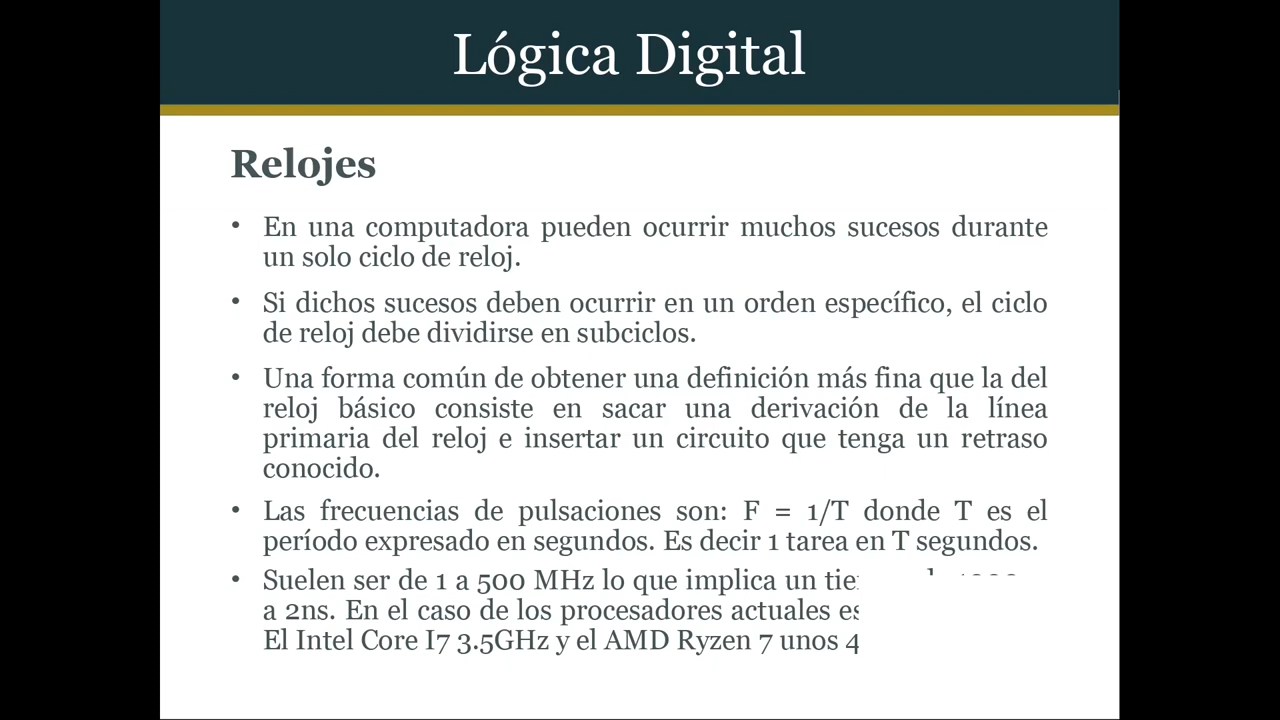 Lógica Digital
Relojes
• En una computadora pueden ocurrir muchos sucesos durante
un solo ciclo de reloj.
• Si dichos sucesos deben ocurrir en un orden específico, el ciclo
de reloj debe dividirse en subciclos.
• Una forma común de obtener una definición más fina que la del
reloj básico consiste en sacar una derivación de la línea
primaria del reloj e insertar un circuito que tenga un retraso
conocido.
• Las frecuencias de pulsaciones son: F = 1/T donde T es el
período expresado en segundos. Es decir 1 tarea en T segundos.
• Suelen ser de 1 a 500 MHz lo que implica un
a 2ns. En el caso de los procesadores actuales
El Intel Core I7 3.5GHz y el AMD Ryzen 7 unos